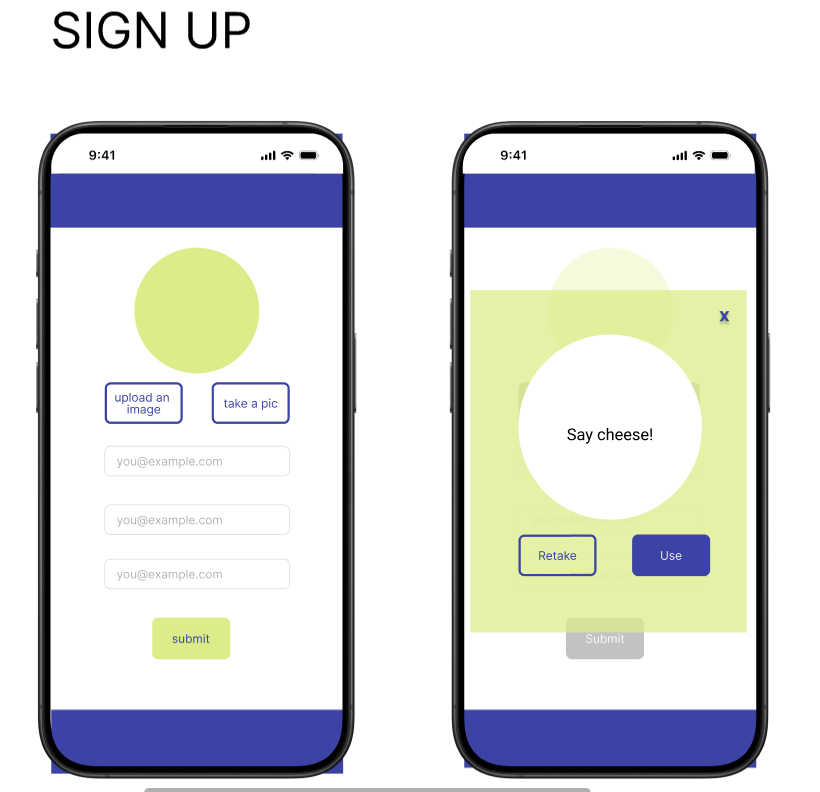 SIGN UP
9:41
upload an
image
take a pic
you@example.com
you@example.com
you@example.com
submit
9:41
x
Say cheese!
Retake
Use
Submit